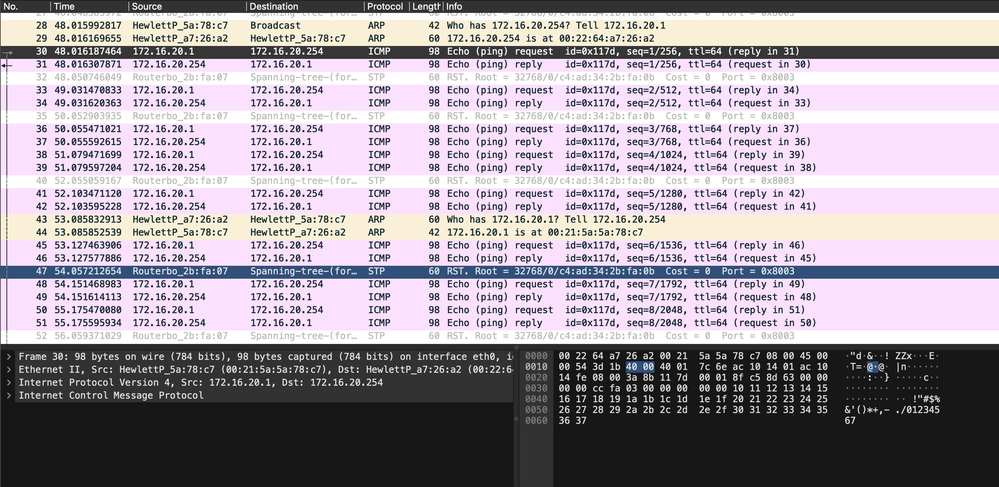 No. Time Source Destination Protocol Length Info
27 48.048583972 Routerbo_2b:fa:07 Spanning-tree-(for… STP 60 RST. Root = 32768/0/c4:ad:34:2b:fa:0b Cost = 0 Port = 0x8003
28 48.015992817 HewlettP_5a:78:c7 Broadcast ARP 42 Who has 172.16.20.254? Tell 172.16.20.1
29 48.016169655 HewlettP_a7:26:a2 HewlettP_5a:78:c7 ARP 60 172.16.20.254 is at 00:22:64:a7:26:a2
30 48.016187464 172.16.20.1 172.16.20.254 ICMP 98 Echo (ping) request id=0x117d, seq=1/256, ttl=64 (reply in 31)
31 48.016307871 172.16.20.254 172.16.20.1 ICMP 98 Echo (ping) reply id=0x117d, seq=1/256, ttl=64 (request in 30)
32 48.050746049 Routerbo_2b:fa:07 Spanning-tree-(for… STP 60 RST. Root = 32768/0/c4:ad:34:2b:fa:0b Cost = 0 Port = 0x8003
33 49.031470833 172.16.20.1 172.16.20.254 ICMP 98 Echo (ping) request id=0x117d, seq=2/512, ttl=64 (reply in 34)
34 49.031620363 172.16.20.254 172.16.20.1 ICMP 98 Echo (ping) reply id=0x117d, seq=2/512, ttl=64 (request in 33)
35 50.052903935 Routerbo_2b:fa:07 Spanning-tree-(for… STP 60 RST. Root = 32768/0/c4:ad:34:2b:fa:0b Cost = 0 Port = 0x8003
36 50.055471021 172.16.20.1 172.16.20.254 ICMP 98 Echo (ping) request id=0x117d, seq=3/768, ttl=64 (reply in 37)
37 50.055592615 172.16.20.254 172.16.20.1 ICMP 98 Echo (ping) reply id=0x117d, seq=3/768, ttl=64 (request in 36)
38 51.079471699 172.16.20.1 172.16.20.254 ICMP 98 Echo (ping) request id=0x117d, seq=4/1024, ttl=64 (reply in 39)
39 51.079597204 172.16.20.254 172.16.20.1 ICMP 98 Echo (ping) reply id=0x117d, seq=4/1024, ttl=64 (request in 38)
40 52.055059167 Routerbo_2b:fa:07 Spanning-tree-(for… STP 60 RST. Root = 32768/0/c4:ad:34:2b:fa:0b Cost = 0 Port = 0x8003
41 52.103471120 172.16.20.1 172.16.20.254 ICMP 98 Echo (ping) request id=0x117d, seq=5/1280, ttl=64 (reply in 42)
42 52.103595228 172.16.20.254 172.16.20.1 ICMP 98 Echo (ping) reply id=0x117d, seq=5/1280, ttl=64 (request in 41)
43 53.085832913 HewlettP_a7:26:a2 HewlettP_5a:78:c7 ARP 60 Who has 172.16.20.1? Tell 172.16.20.254
44 53.085852539 HewlettP_5a:78:c7 HewlettP_a7:26:a2 ARP 42 172.16.20.1 is at 00:21:5a:5a:78:c7
45 53.127463906 172.16.20.1 172.16.20.254 ICMP 98 Echo (ping) request id=0x117d, seq=6/1536, ttl=64 (reply in 46)
46 53.127577886 172.16.20.254 172.16.20.1 ICMP 98 Echo (ping) reply id=0x117d, seq=6/1536, ttl=64 (request in 45)
47 54.057212654 Routerbo_2b:fa:07 Spanning-tree-(for… STP 60 RST. Root = 32768/0/c4:ad:34:2b:fa:0b Cost = 0 Port = 0x8003
48 54.151468983 172.16.20.1 172.16.20.254 ICMP 98 Echo (ping) request id=0x117d, seq=7/1792, ttl=64 (reply in 49)
49 54.151614113 172.16.20.254 172.16.20.1 ICMP 98 Echo (ping) reply id=0x117d, seq=7/1792, ttl=64 (request in 48)
50 55.175470080 172.16.20.1 172.16.20.254 ICMP 98 Echo (ping) request id=0x117d, seq=8/2048, ttl=64 (reply in 51)
51 55.175595934 172.16.20.254 172.16.20.1 ICMP 98 Echo (ping) reply id=0x117d, seq=8/2048, ttl=64 (request in 50)
52 56.059371029 Routerbo_2b:fa:07 Spanning-tree-(for… STP 60 RST. Root = 32768/0/c4:ad:34:2b:fa:0b Cost = 0 Port = 0x8003
Frame 30: 98 bytes on wire (784 bits), 98 bytes captured (784 bits) on interface eth0,
Ethernet II, Src: HewlettP_5a:78:c7 (00:21:5a:5a:78:c7), Dst: HewlettP_a7:26:a2 (00:22:6
Internet Protocol Version 4, Src: 172.16.20.1, Dst: 172.16.20.254
Internet Control Message Protocol
0000 00 22 64 a7 26 a2 00 21 5a 5a 78 c7 08 00 45 00 ·"d·&··! ZZx···E·
0010 00 54 3d 1b 40 00 40 01 7c 6e ac 10 14 01 ac 10 ·T=·@·@· |n······
0020 14 fe 08 00 3a 8b 11 7d 00 01 8f c5 8d 63 00 00 ····:··} ·····c··
0030 00 00 cc fa 03 00 00 00 00 00 10 11 12 13 14 15 ········ ········
0040 16 17 18 19 1a 1b 1c 1d 1e 1f 20 21 22 23 24 25 ········ ·· !"#$%
0050 26 27 28 29 2a 2b 2c 2d 2e 2f 30 31 32 33 34 35 &'()*+,- ./012345
0060 36 37 67